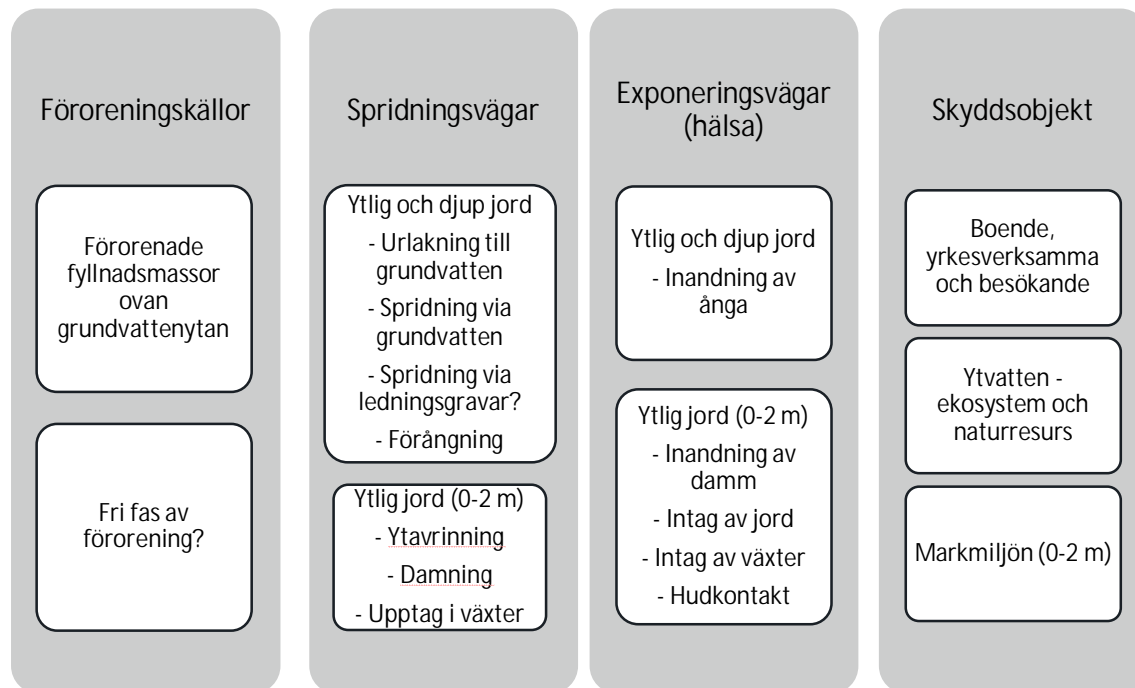 Föroreningskällor
Förorenade
fyllnadsmassor
ovan
grundvattenytan
Fri fas av
förorening?
Spridningsvägar
Ytlig och djup jord
- Urlakning till
grundvatten
- Spridning via
grundvatten
- Spridning via
ledningsgravar?
- Förångning
Ytlig jord (0-2 m)
- Ytavrinning
- Damning
- Upptag i växter
Exponeringsvägar
(hälsa)
Ytlig och djup jord
- Inandning av
ånga
Ytlig jord (0-2 m)
- Inandning av
damm
- Intag av jord
- Intag av växter
- Hudkontakt
Skyddsobjekt
Boende,
yrkesverksamma
och besökande
Ytvatten -
ekosystem och
naturresurs
Markmiljön (0-2 m)